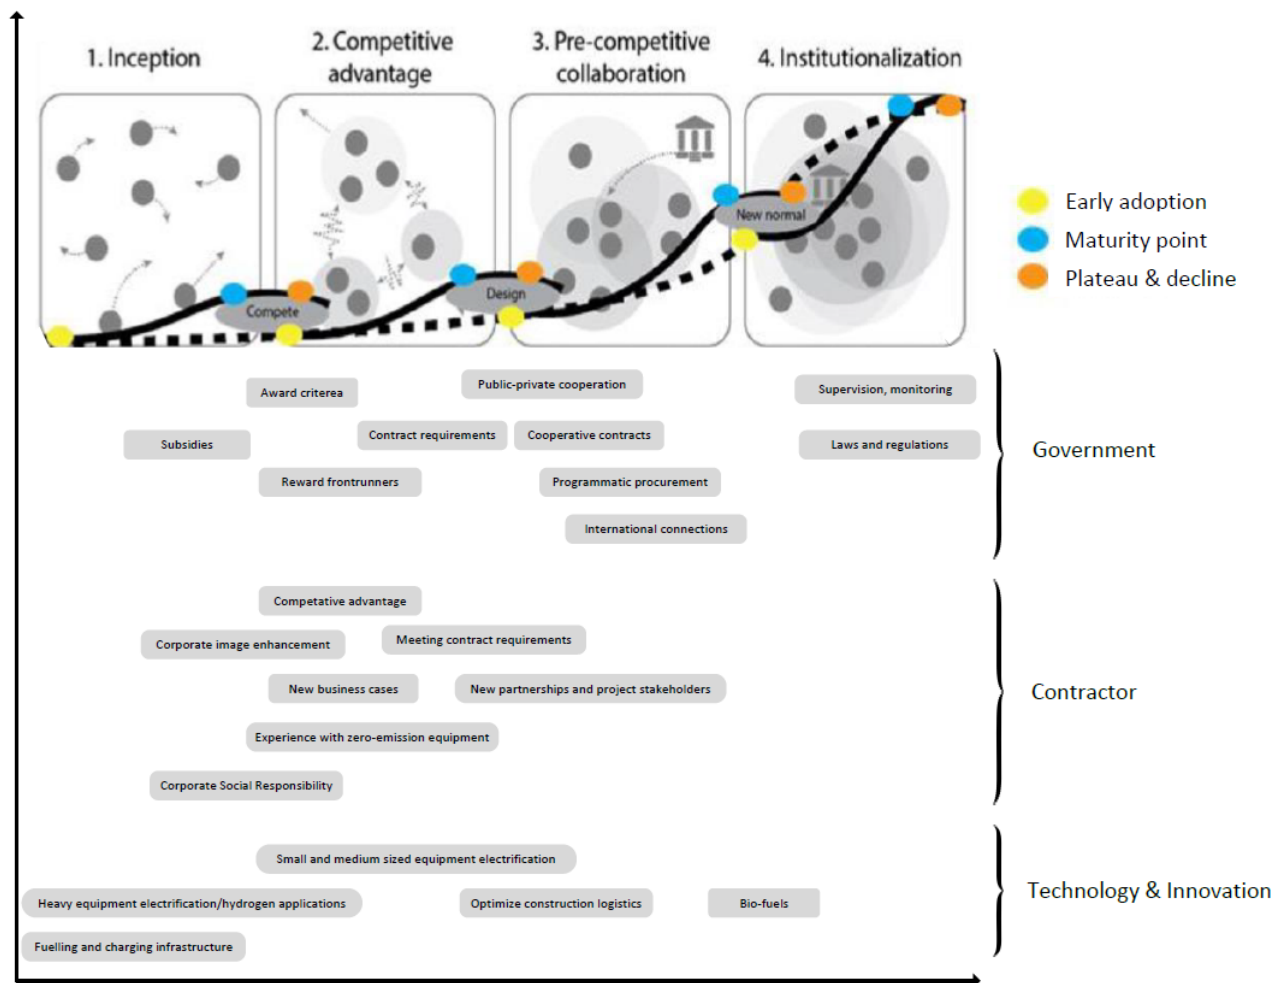 1. Inception
2. Competitive
advantage
3. Pre-competitive
collaboration
4. Institutionalization
Compete
Design
New normal
Early adoption
Maturity point
Plateau & decline
Award criterea
Public-private cooperation
Supervision, monitoring
Subsidies
Contract requirements
Cooperative contracts
Laws and regulations
Reward frontrunners
Programmatic procurement
International connections
Government
Competative advantage
Corporate image enhancement
Meeting contract requirements
New business cases
New partnerships and project stakeholders
Experience with zero-emission equipment
Corporate Social Responsibility
Contractor
Small and medium sized equipment electrification
Heavy equipment electrification/hydrogen applications
Optimize construction logistics
Bio-fuels
Fuelling and charging infrastructure
Technology & Innovation